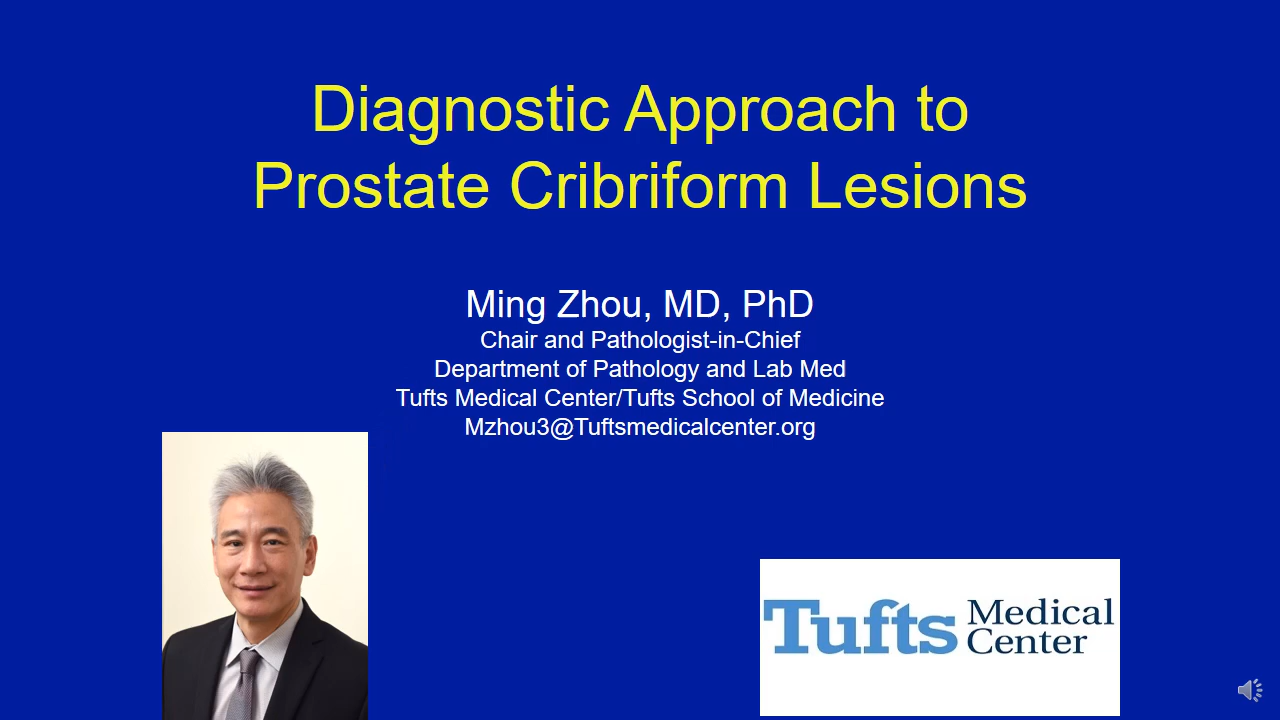 Diagnostic Approach to
Prostate Cribriform Lesions
Ming Zhou, MD, PhD
Chair and Pathologist-in-Chief
Department of Pathology and Lab Med
Tufts Medical Center/Tufts School of Medicine
Mzhou3@Tuftsmedicalcenter.org
Tufts Medical
Center